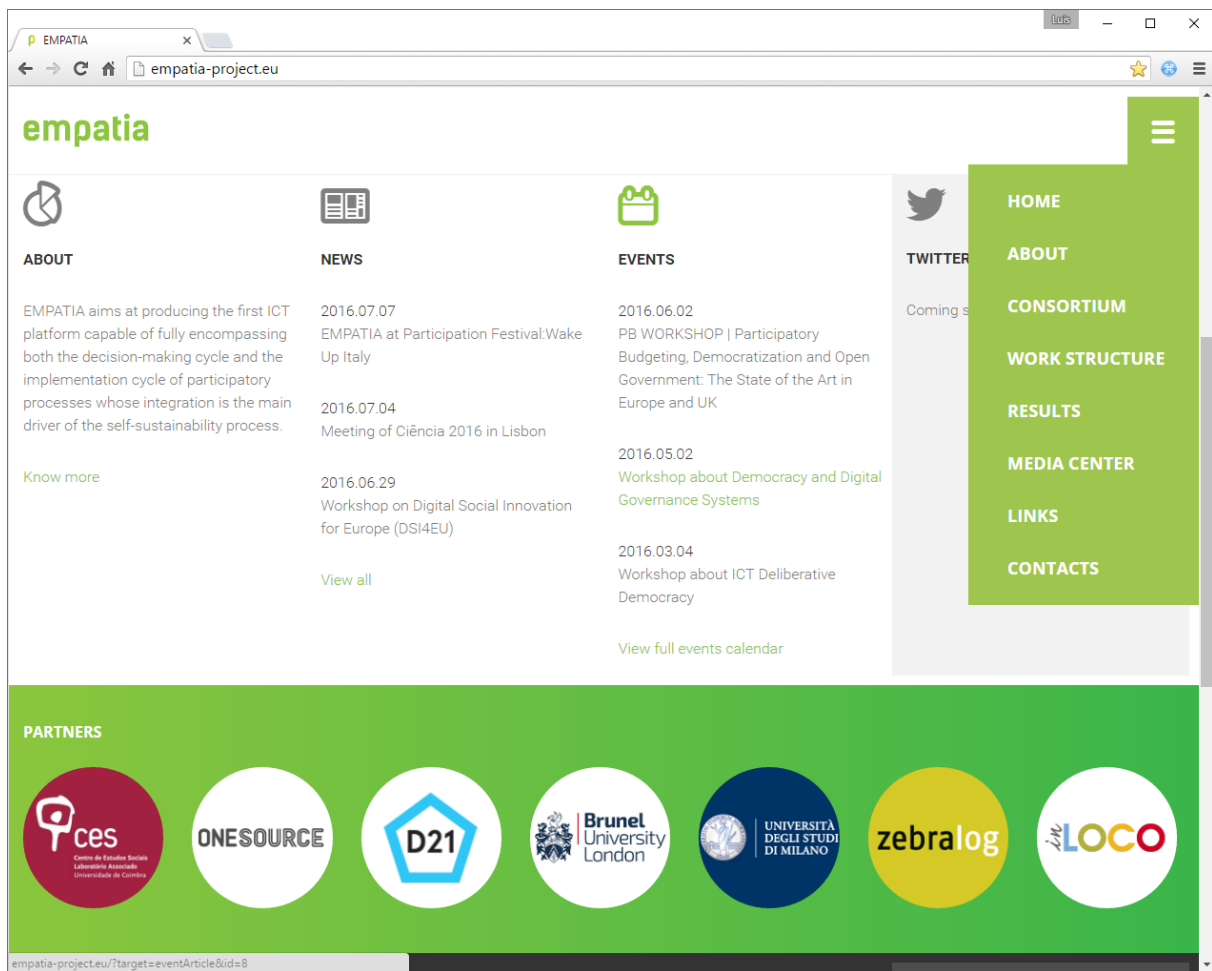 Luis
EMPATIA
empatia-project.eu
empatia
HOME
ABOUT
CONSORTIUM
WORK STRUCTURE
RESULTS
MEDIA CENTER
LINKS
CONTACTS
ABOUT
EMPATIA aims at producing the first ICT
platform capable of fully encompassing
both the decision-making cycle and the
implementation cycle of participatory
processes whose integration is the main
driver of the self-sustainability process.
Know more
NEWS
2016.07.07
EMPATIA at Participation Festival:Wake
Up Italy
2016.07.04
Meeting of Ciência 2016 in Lisbon
2016.06.29
Workshop on Digital Social Innovation
for Europe (DSI4EU)
View all
EVENTS
2016.06.02
PB WORKSHOP | Participatory
Budgeting, Democratization and Open
Government: The State of the Art in
Europe and UK
2016.05.02
Workshop about Democracy and Digital
Governance Systems
2016.03.04
Workshop about ICT Deliberative
Democracy
View full events calendar
TWITTER
Coming s
PARTNERS
ces
Centro de Estudos Sociais
Laboratório Associado
Universidade de Coimbra
ONESOURCE
D21
Brunel
University
London
UNIVERSITÀ
DEGLI STUDI
DI MILANO
zebralog
in LOCO
empatia-project.eu/?target=eventArticle&id=8